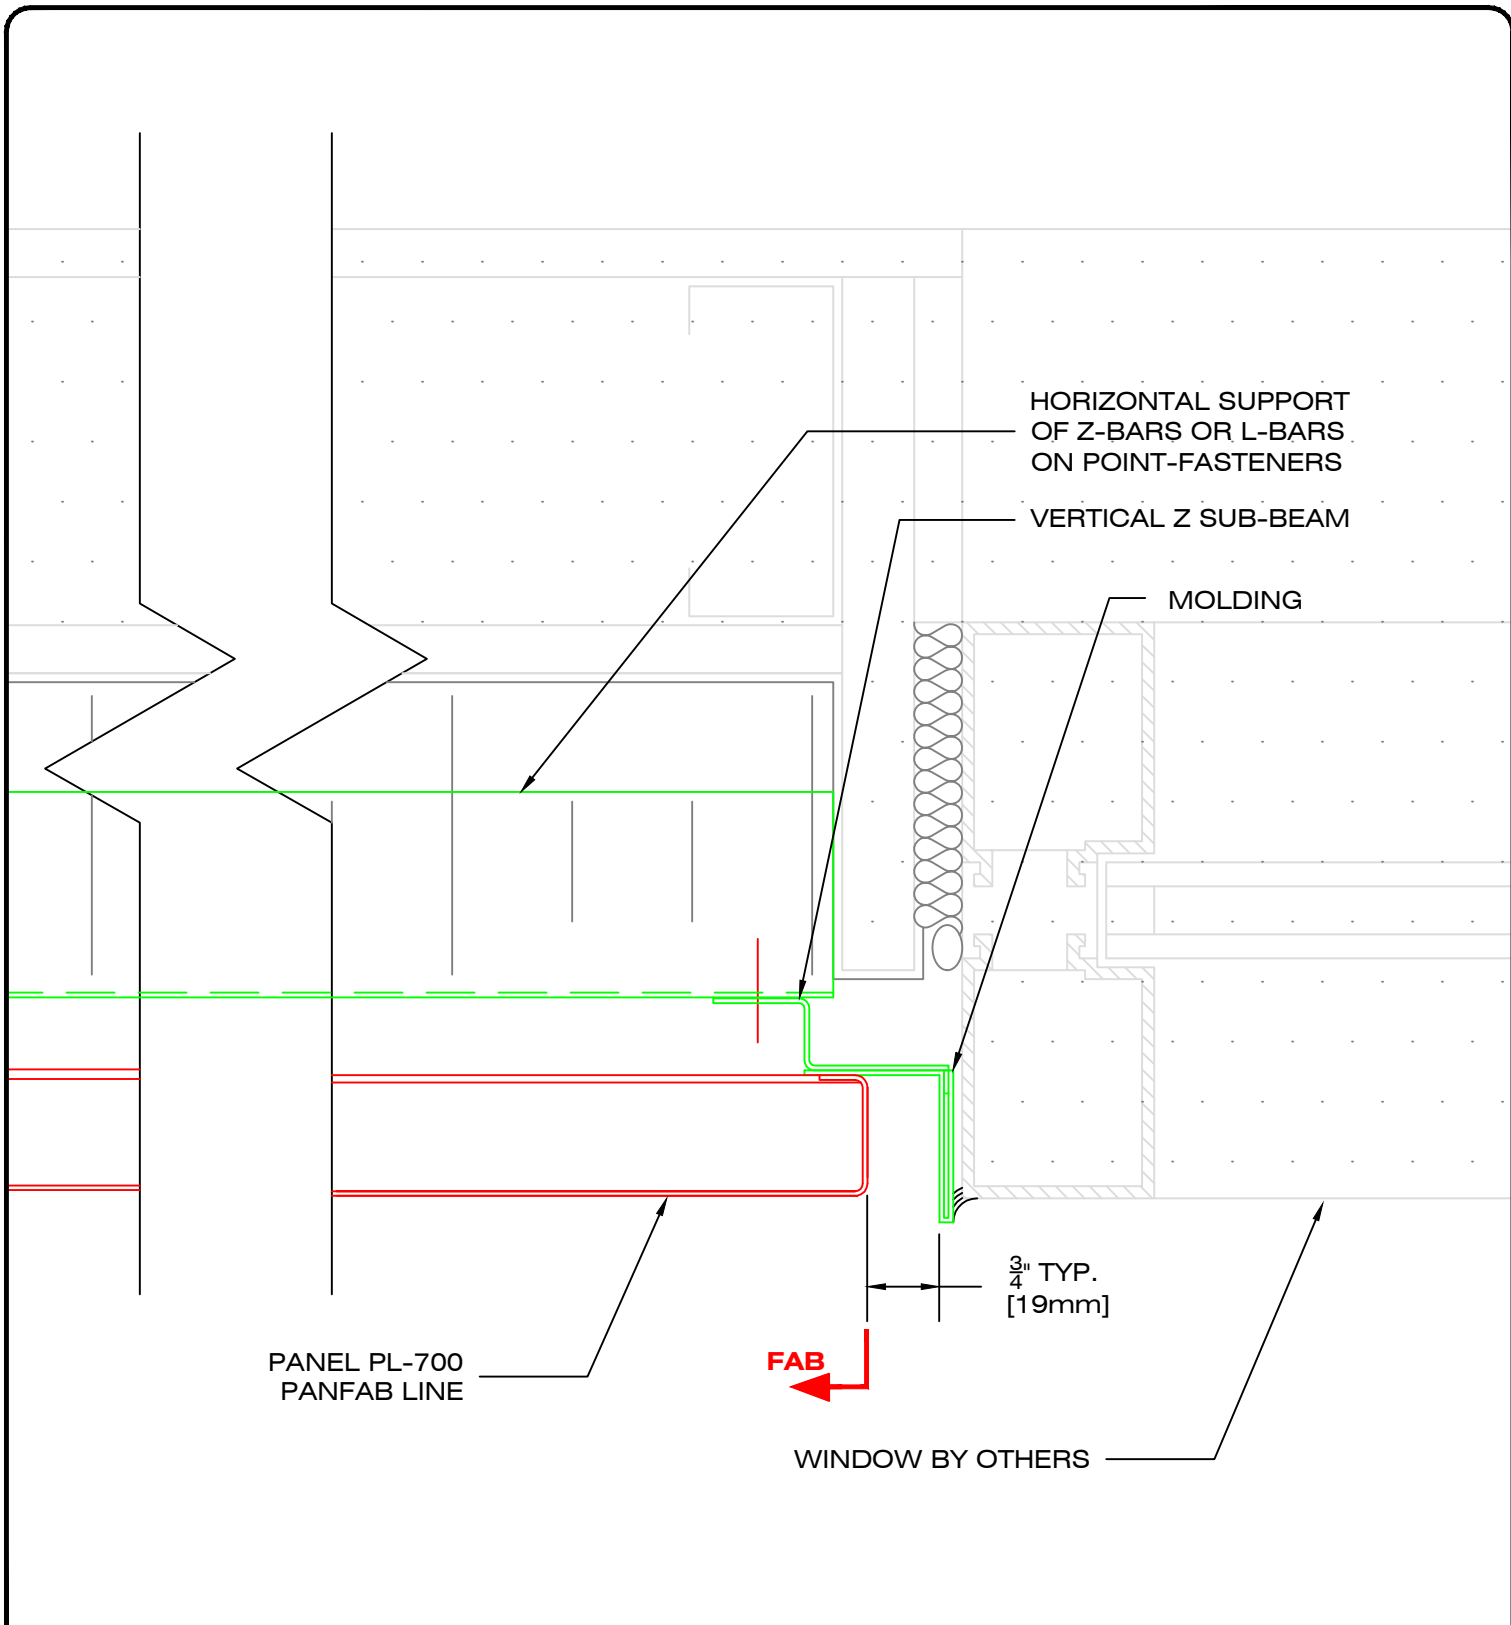 HORIZONTAL SUPPORT
OF Z-BARS OR L-BARS
ON POINT-FASTENERS
VERTICAL Z SUB-BEAM
MOLDING
3/4" TYP.
[19mm]
FAB
PANEL PL-700
PANFAB LINE
WINDOW BY OTHERS